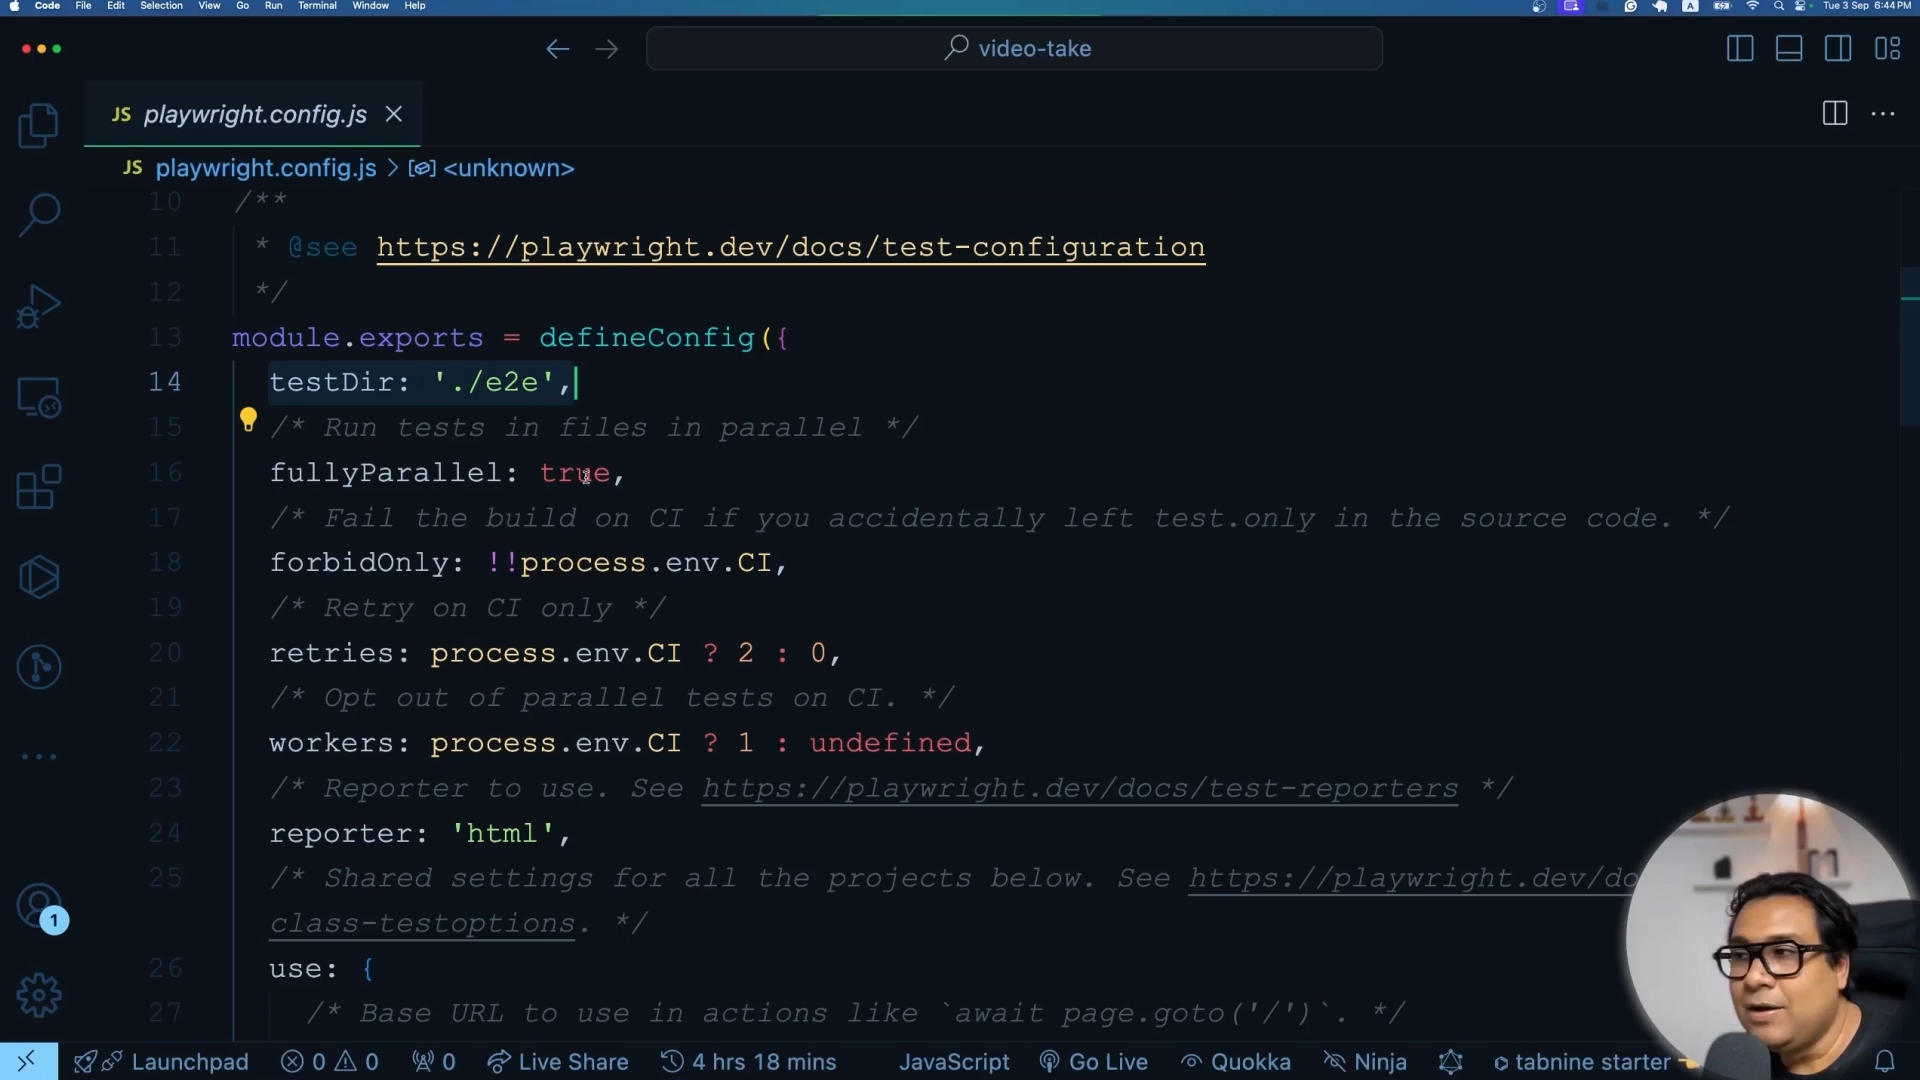 Code File Edit Selection View Go Run Terminal Window Help A Tue 3 Sep 6:44 PM
video-take
JS playwright.config.js
JS playwright.config.js > <unknown>
10 /**
11 * @see https://playwright.dev/docs/test-configuration
12 */
13 module.exports = defineConfig({
14 testDir: './e2e',
15 /* Run tests in files in parallel */
16 fullyParallel: true,
17 /* Fail the build on CI if you accidentally left test.only in the source code. */
18 forbidOnly: !!process.env.CI,
19 /* Retry on CI only */
20 retries: process.env.CI ? 2 : 0,
21 /* Opt out of parallel tests on CI. */
22 workers: process.env.CI ? 1 : undefined,
23 /* Reporter to use. See https://playwright.dev/docs/test-reporters */
24 reporter: 'html',
25 /* Shared settings for all the projects below. See https://playwright.dev/do
class-testoptions. */
26 use: {
27 /* Base URL to use in actions like `await page.goto('/')`. */
1
Launchpad 0 0 0 Live Share 4 hrs 18 mins JavaScript Go Live Quokka Ninja tabnine starter